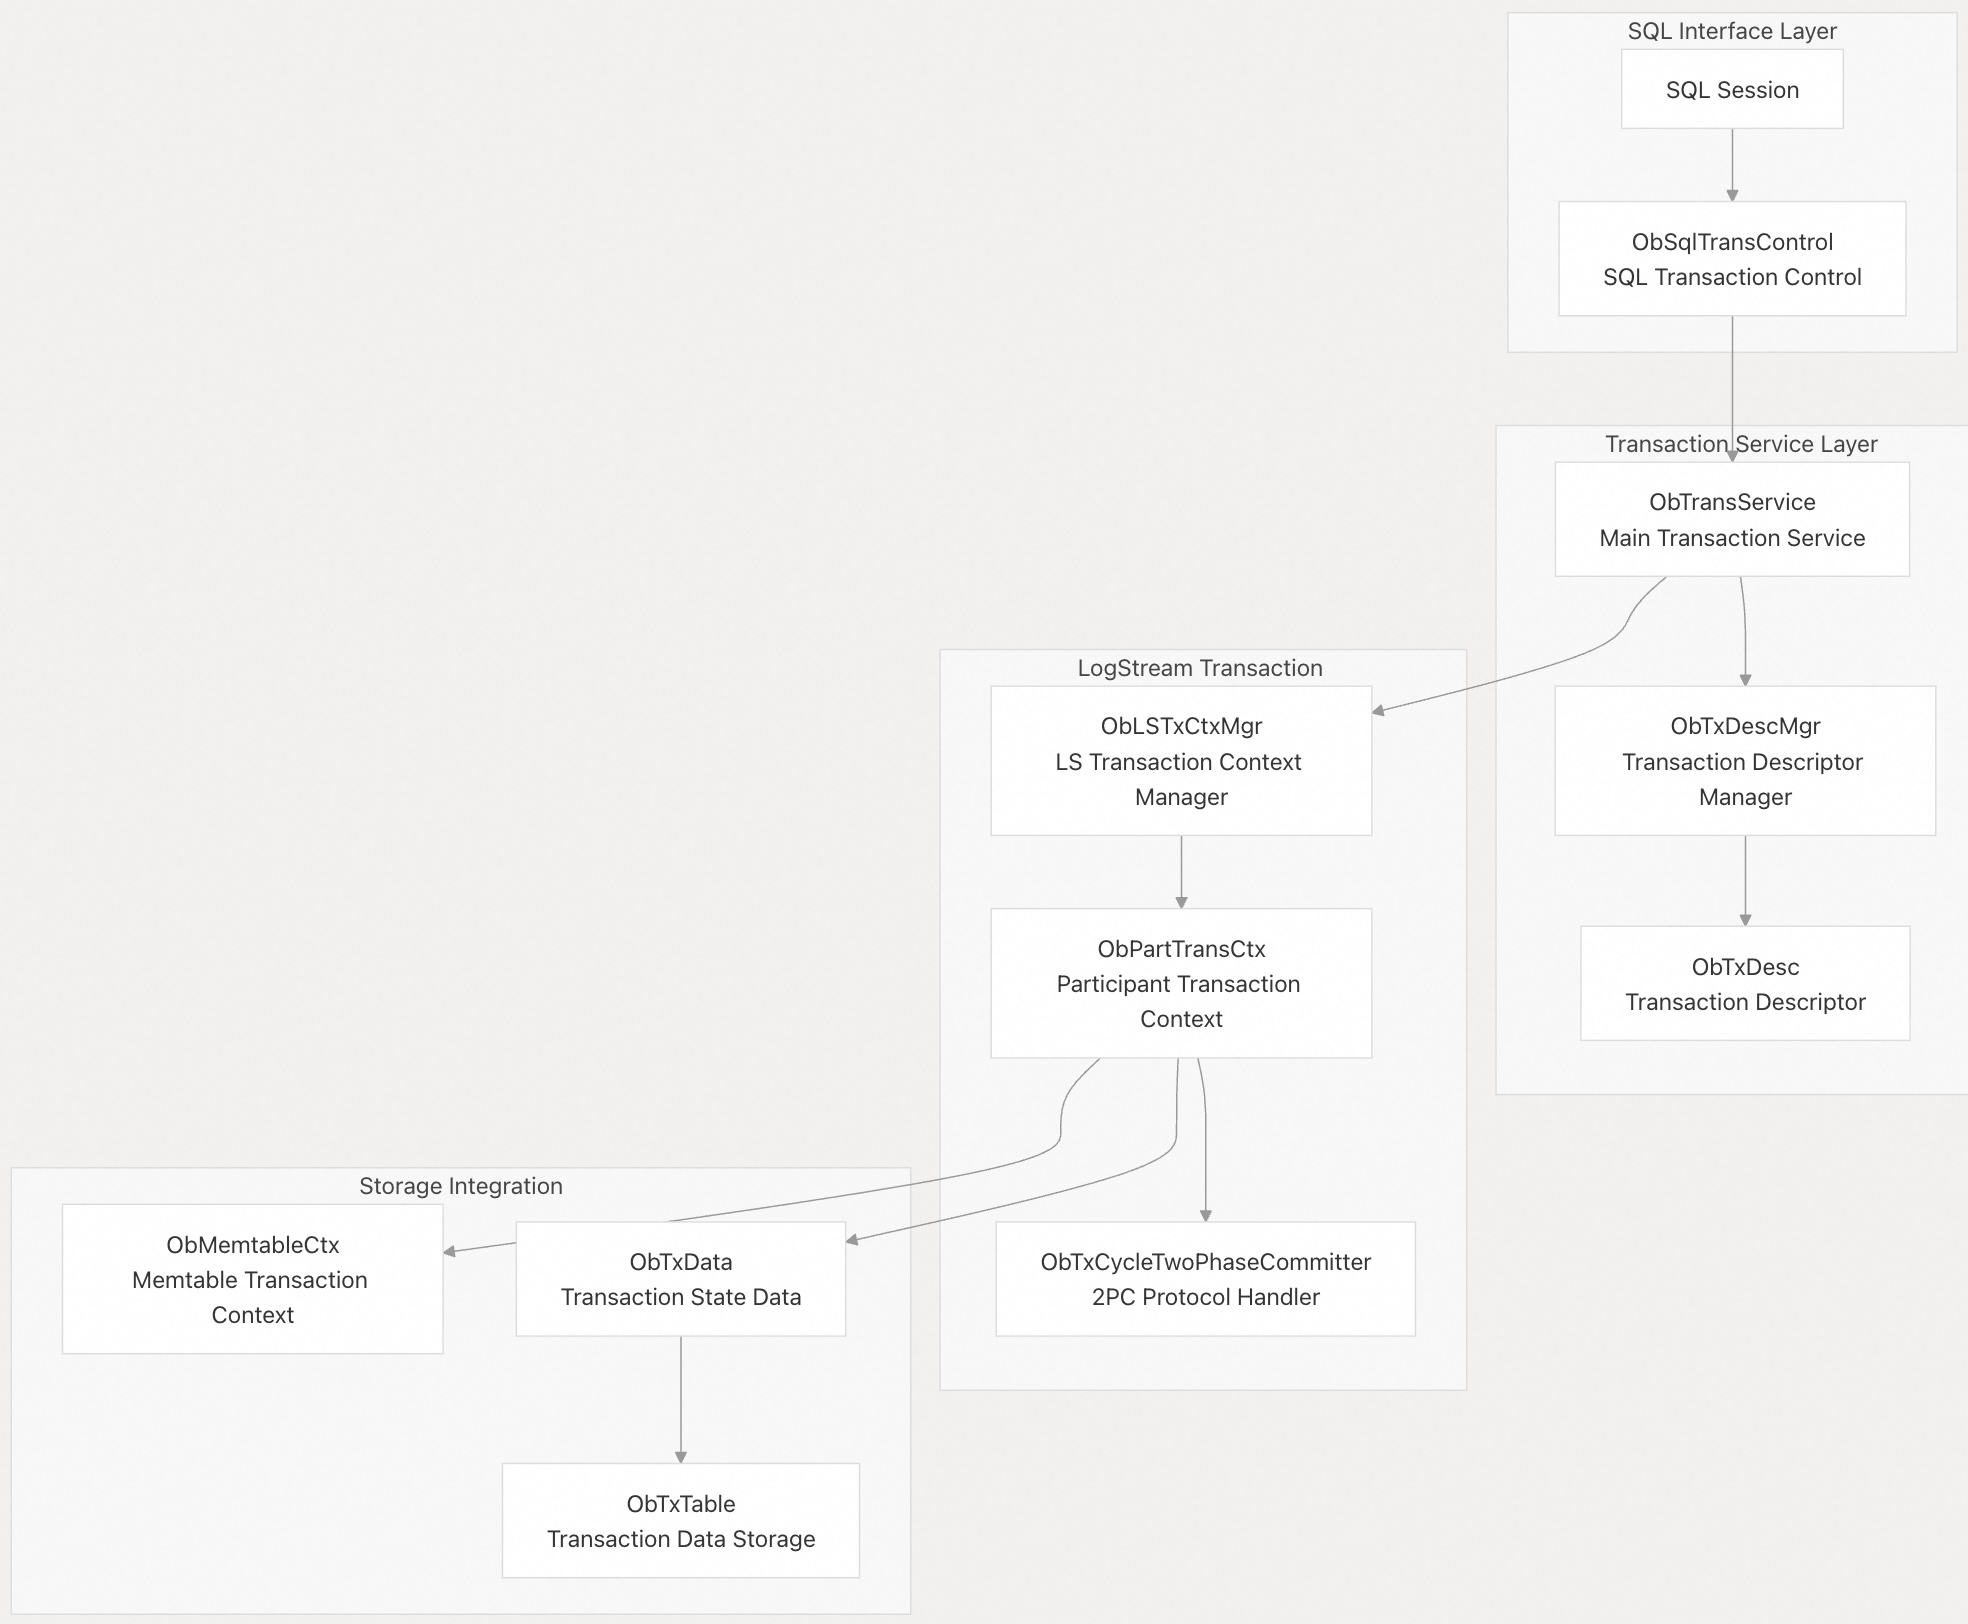 SQL Interface Layer
SQL Session
ObSqlTransControl
SQL Transaction Control
Transaction Service Layer
ObTransService
Main Transaction Service
LogStream Transaction
ObLSTxCtxMgr
LS Transaction Context
Manager
ObTxDescMgr
Transaction Descriptor
Manager
ObPartTransCtx
Participant Transaction
Context
ObTxDesc
Transaction Descriptor
Storage Integration
ObMemtableCtx
Memtable Transaction
Context
ObTxData
Transaction State Data
ObTxCycleTwoPhaseCommitter
2PC Protocol Handler
ObTxTable
Transaction Data Storage